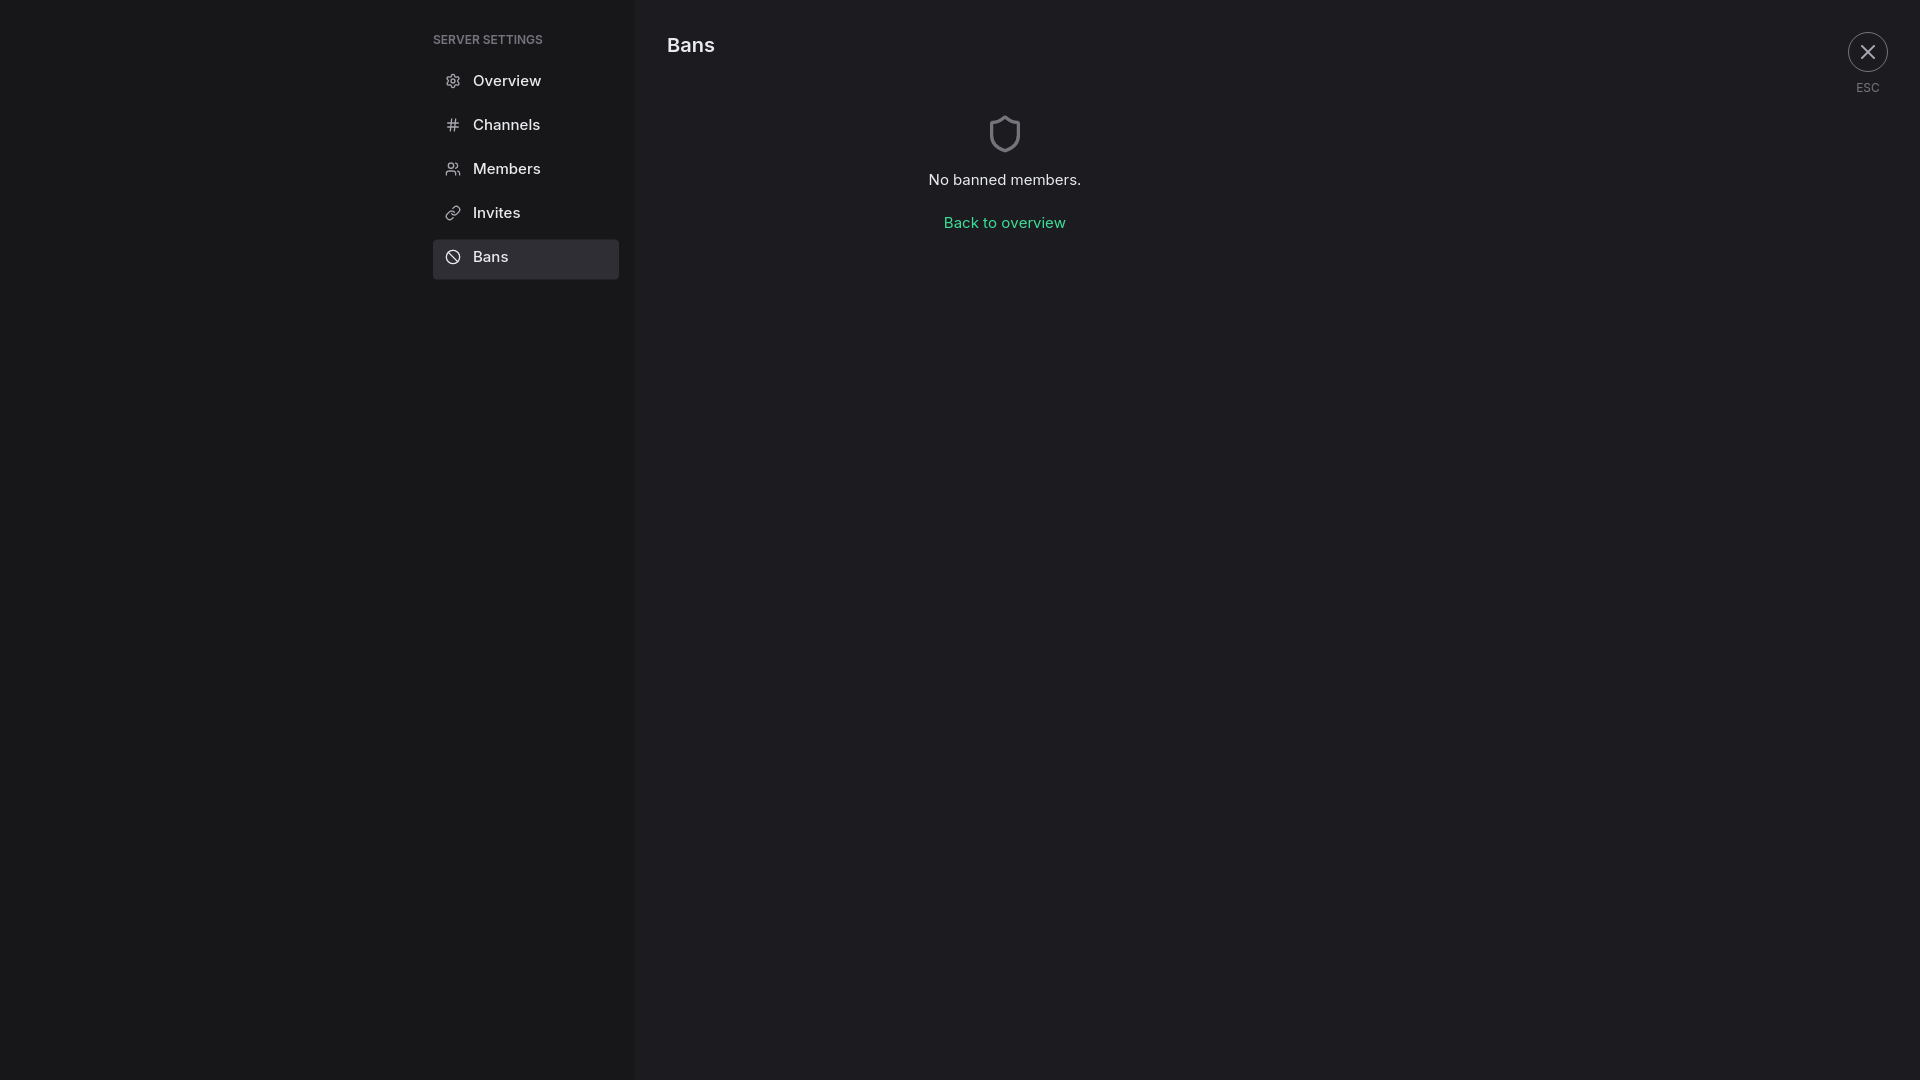 SERVER SETTINGS
Overview
Channels
Members
Invites
Bans
Bans
No banned members.
Back to overview
ESC